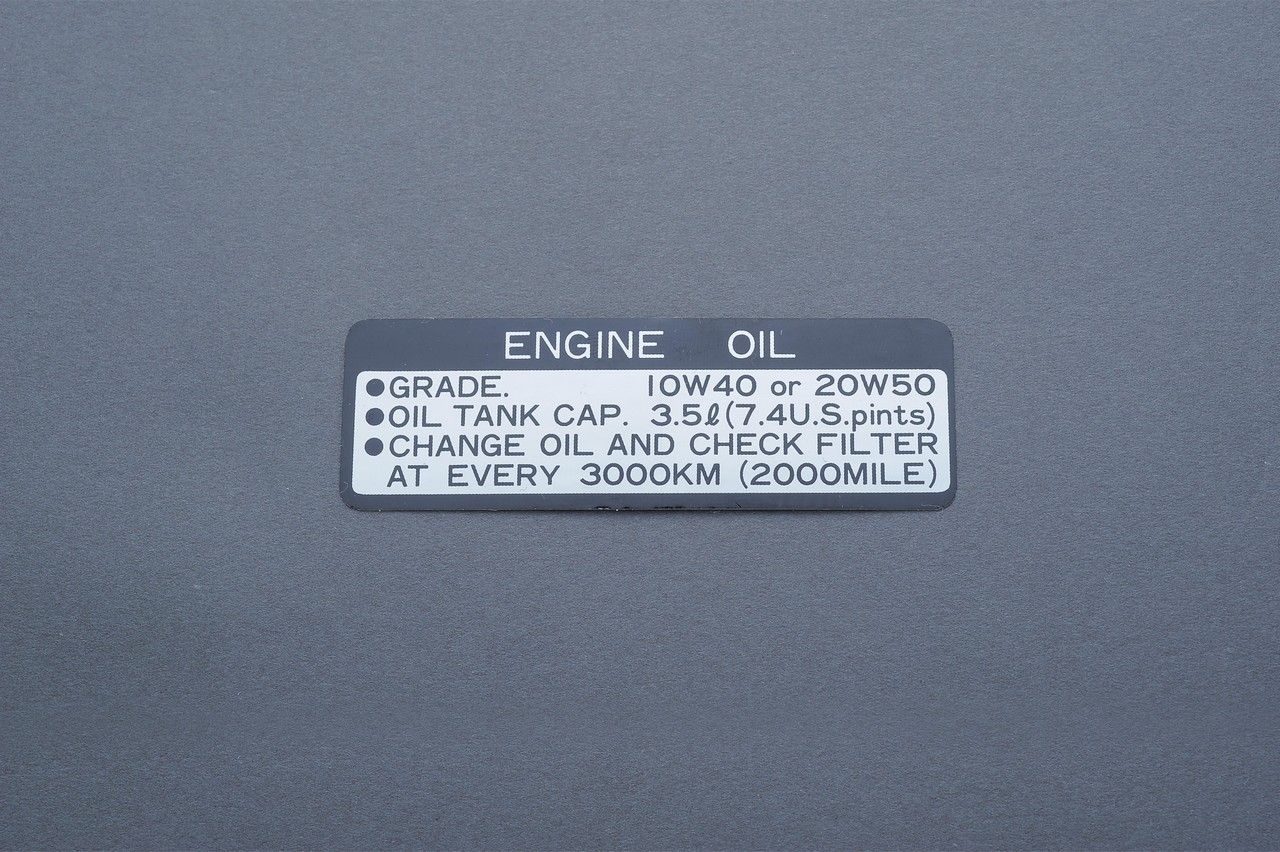 ENGINE OIL
●GRADE. 10W40 or 20W50
●OIL TANK CAP. 3.5ℓ(7.4U.S.pints)
●CHANGE OIL AND CHECK FILTER
AT EVERY 3000KM (2000MILE)